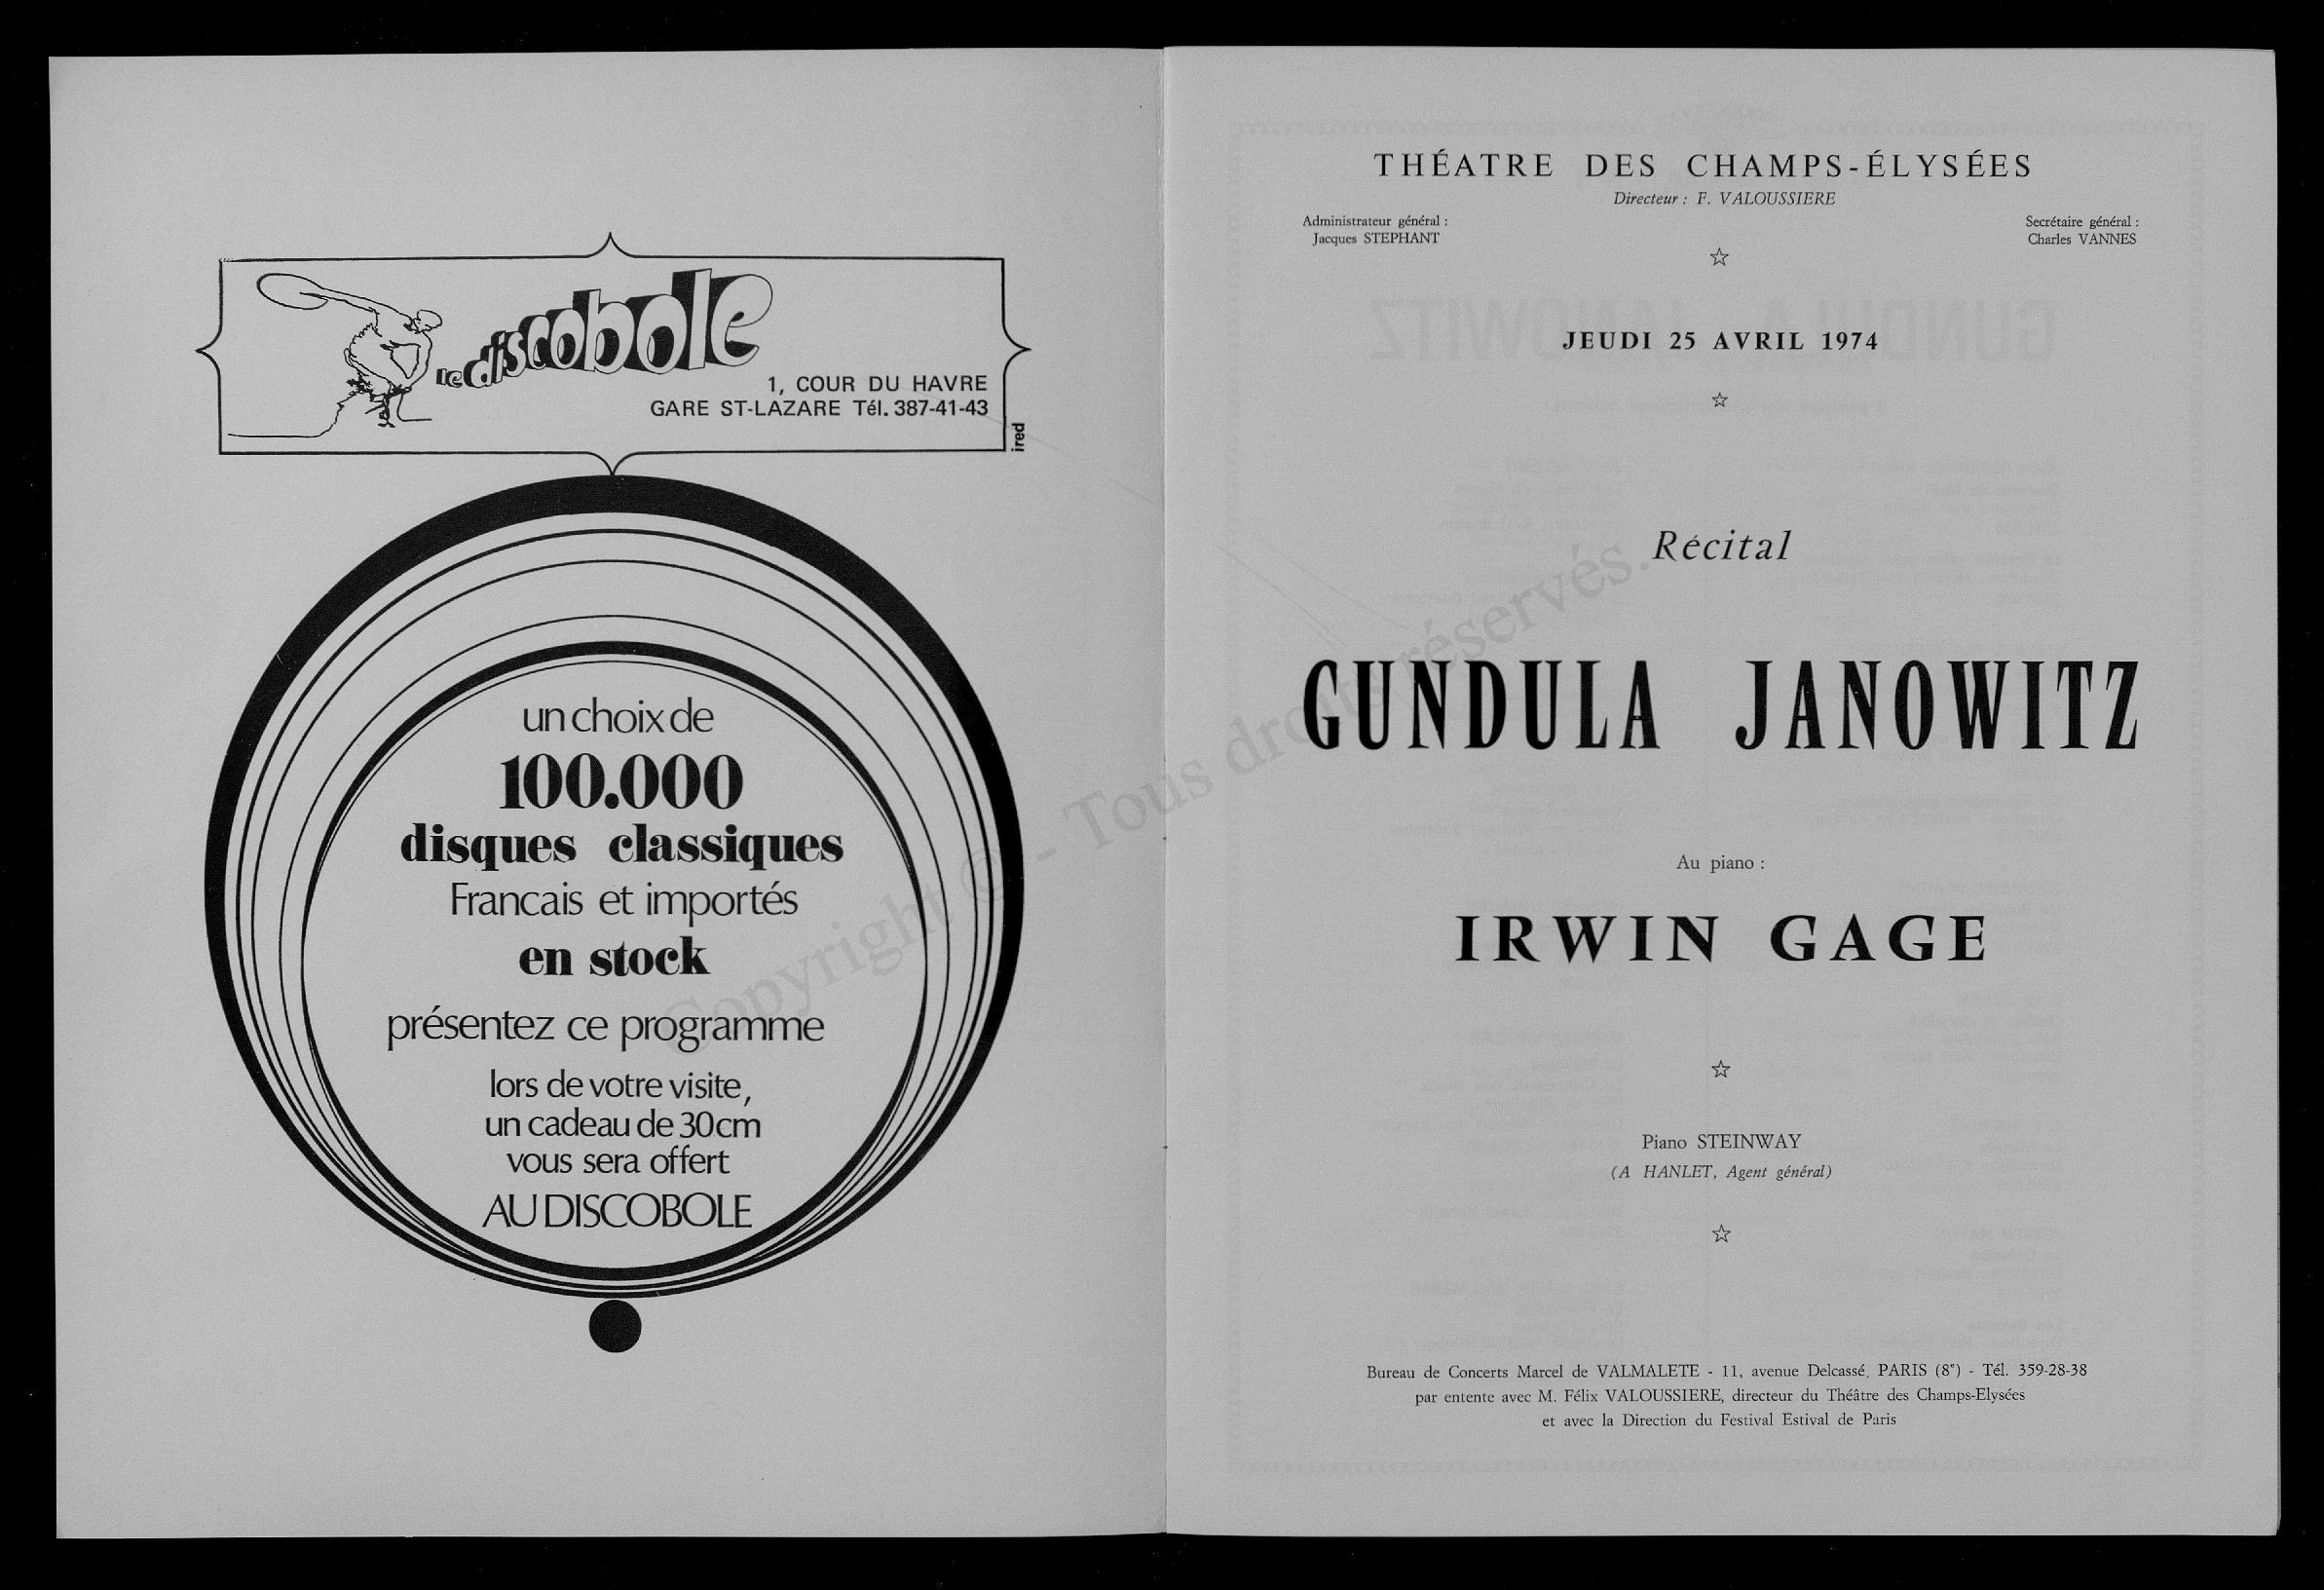 le discobole
1, COUR DU HAVRE
GARE ST-LAZARE Tél. 387-41-43
ired
un choix de
100.000
disques classiques
Francais et importés
en stock
présentez ce programme
lors de votre visite,
un cadeau de 30cm
vous sera offert
AU DISCOBOLE
THÉATRE DES CHAMPS-ÉLYSÉES
Directeur : F. VALOUSSIERE
Administrateur général :
Jacques STEPHANT
Secrétaire général :
Charles VANNES
JEUDI 25 AVRIL 1974
Récital
GUNDULA JANOWITZ
Au piano :
IRWIN GAGE
Piano STEINWAY
(A HANLET, Agent général)
Bureau de Concerts Marcel de VALMALETE - 11, avenue Delcassé, PARIS (8°) - Tél. 359-28-38
par entente avec M. Félix VALOUSSIERE, directeur du Théâtre des Champs-Elysées
et avec la Direction du Festival Estival de Paris
Copyright © - Tous droits réservés.